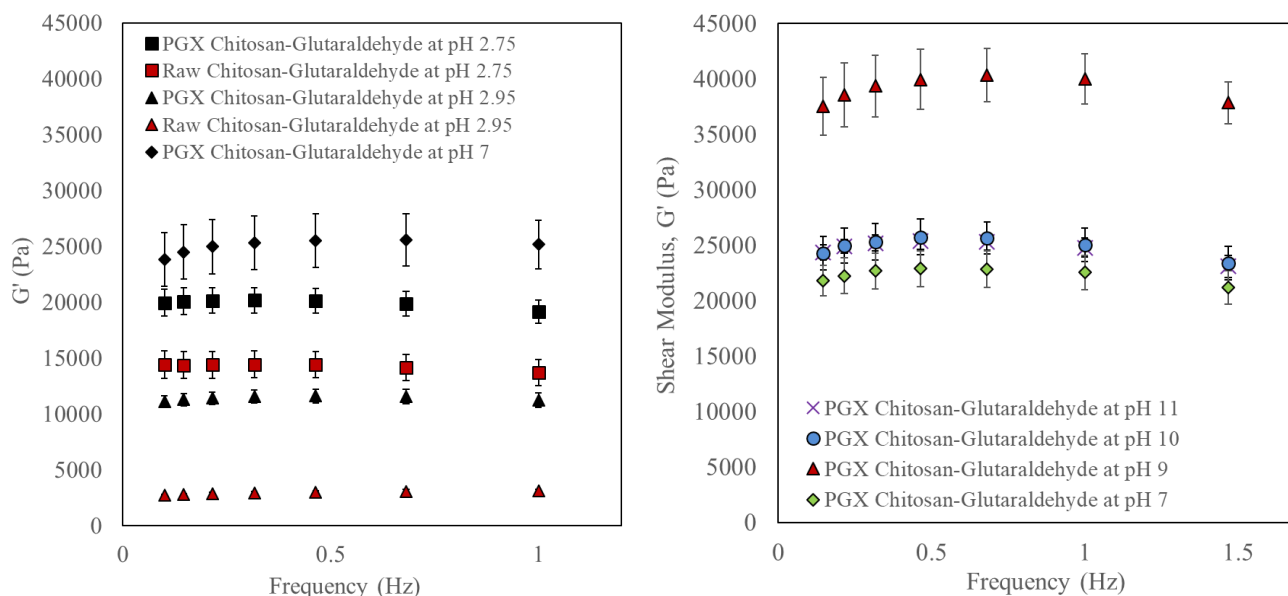 45000
40000
35000
30000
25000
20000
15000
10000
5000
0
G' (Pa)
PGX Chitosan-Glutaraldehyde at pH 2.75
Raw Chitosan-Glutaraldehyde at pH 2.75
PGX Chitosan-Glutaraldehyde at pH 2.95
Raw Chitosan-Glutaraldehyde at pH 2.95
PGX Chitosan-Glutaraldehyde at pH 7
0 0.5 1
Frequency (Hz)
45000
40000
35000
30000
25000
20000
15000
10000
5000
0
Shear Modulus, G' (Pa)
PGX Chitosan-Glutaraldehyde at pH 11
PGX Chitosan-Glutaraldehyde at pH 10
PGX Chitosan-Glutaraldehyde at pH 9
PGX Chitosan-Glutaraldehyde at pH 7
0 0.5 1 1.5
Frequency (Hz)